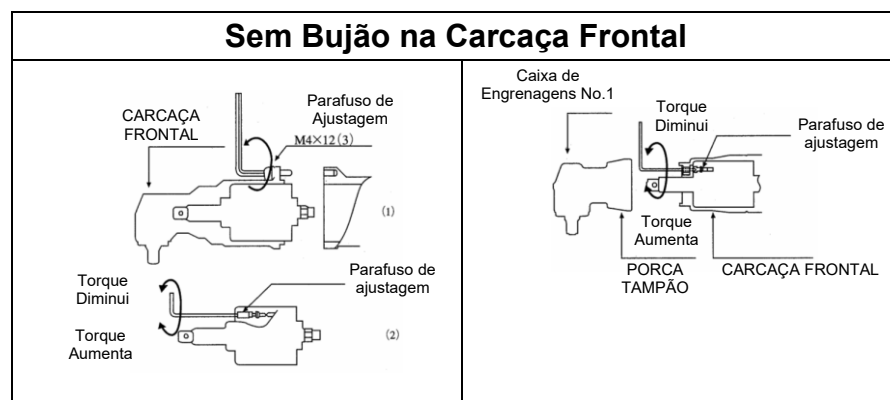 Sem Bujão na Carcaça Frontal
CARCAÇA
FRONTAL
Parafuso de
Ajustagem
M4×12(3)
(1)
Torque
Diminui
Parafuso de
ajustagem
Torque
Aumenta
(2)
Caixa de
Engrenagens No.1
Torque
Diminui
Parafuso de
ajustagem
Torque
Aumenta
PORCA
TAMPÃO
CARCAÇA FRONTAL